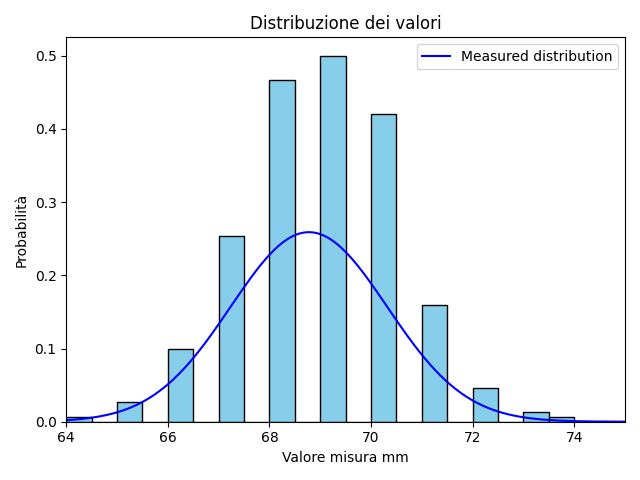 Distribuzione dei valori
Measured distribution
0.5
0.4
0.3
0.2
0.1
0.0
Probabilità
64 66 68 70 72 74
Valore misura mm